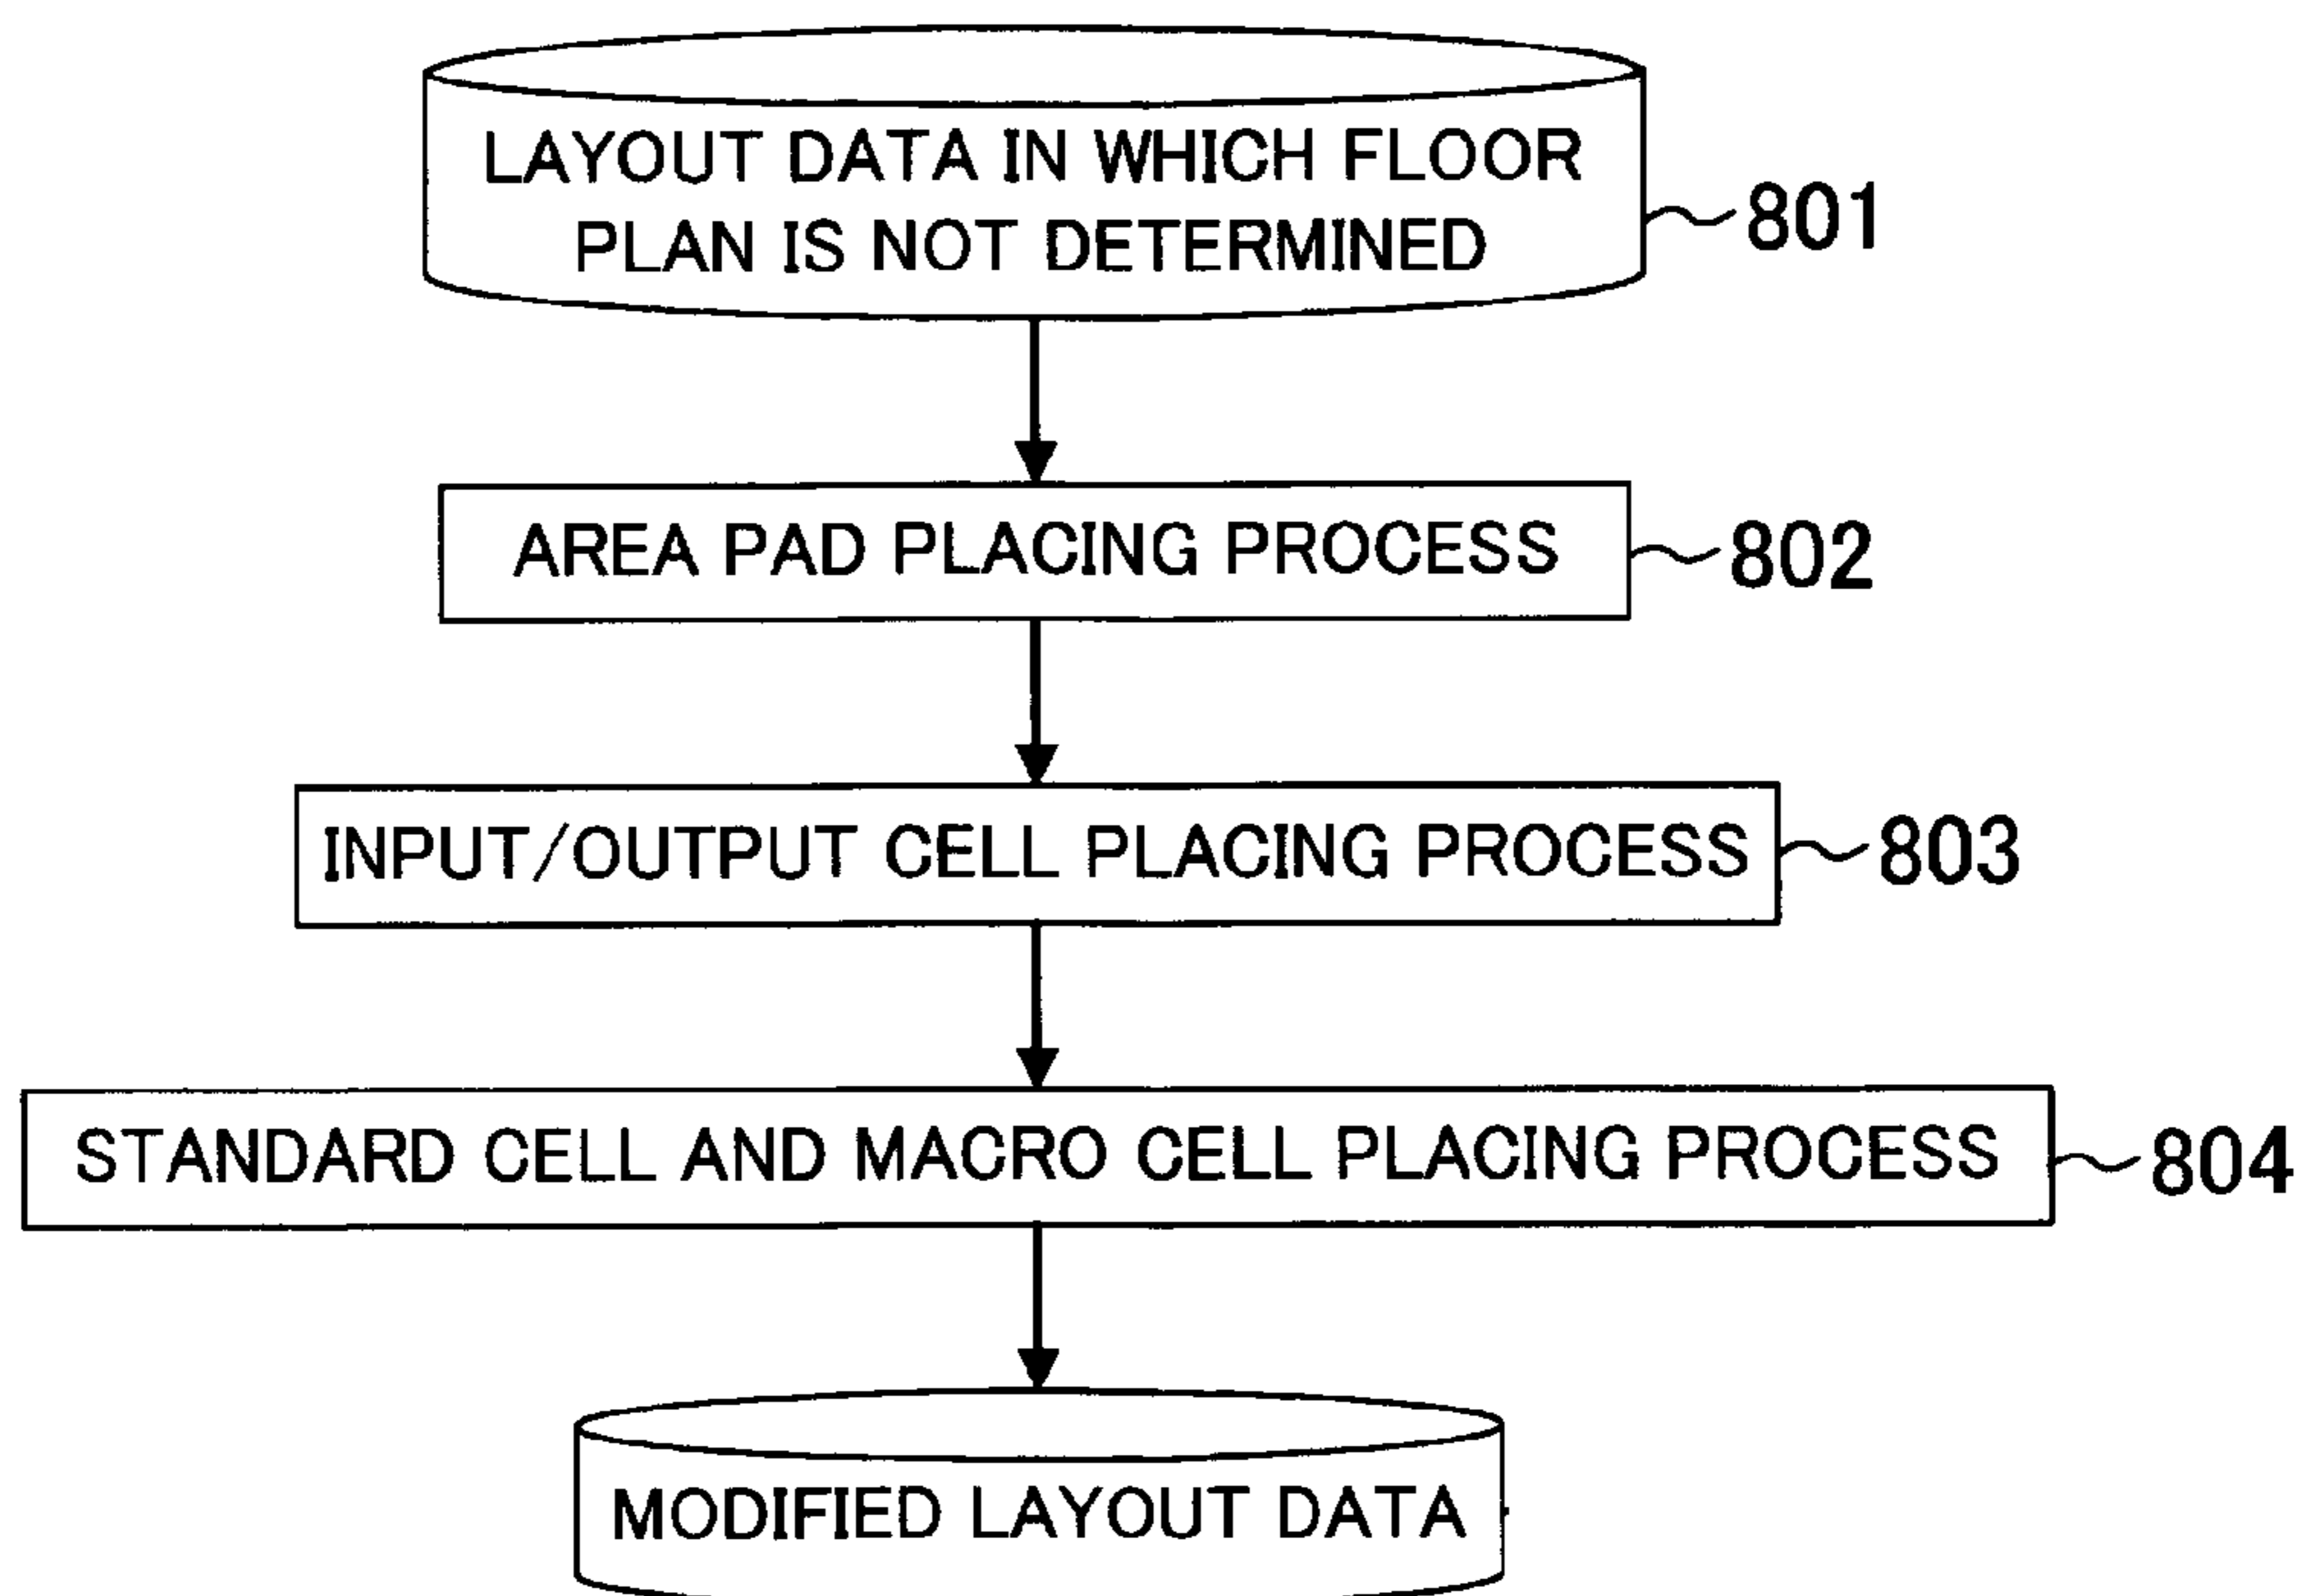 LAYOUT DATA IN WHICH FLOOR
PLAN IS NOT DETERMINED
801
AREA PAD PLACING PROCESS
802
INPUT/OUTPUT CELL PLACING PROCESS
803
STANDARD CELL AND MACRO CELL PLACING PROCESS
804
MODIFIED LAYOUT DATA